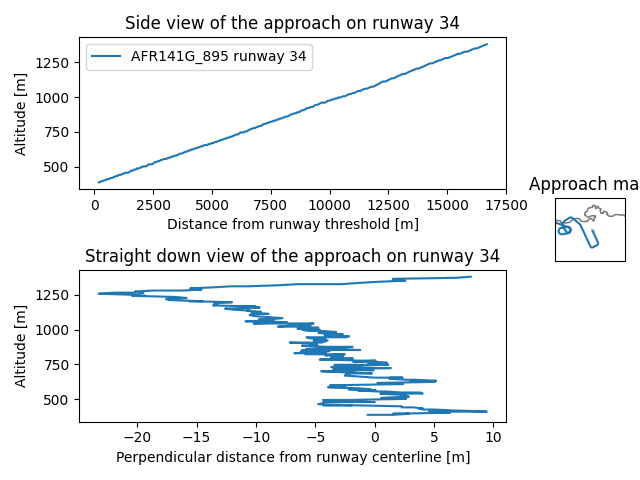 Side view of the approach on runway 34
AFR141G_895 runway 34
Altitude [m]
1250
1000
750
500
0
2500
5000
7500
10000
12500
15000
17500
Distance from runway threshold [m]
Approach ma
Straight down view of the approach on runway 34
Altitude [m]
1250
1000
750
500
−20
−15
−10
−5
0
5
10
Perpendicular distance from runway centerline [m]